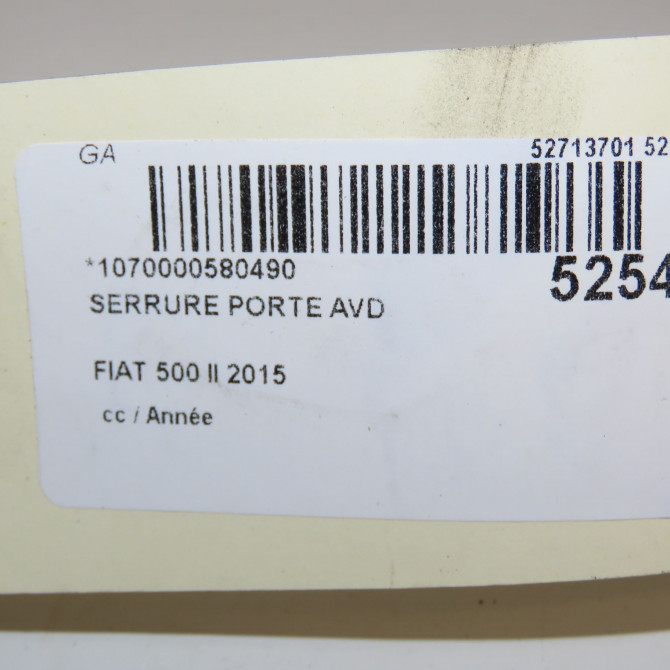 GA
52713701 52
*1070000580490
5254
SERRURE PORTE AVD
FIAT 500 II 2015
cc / Année